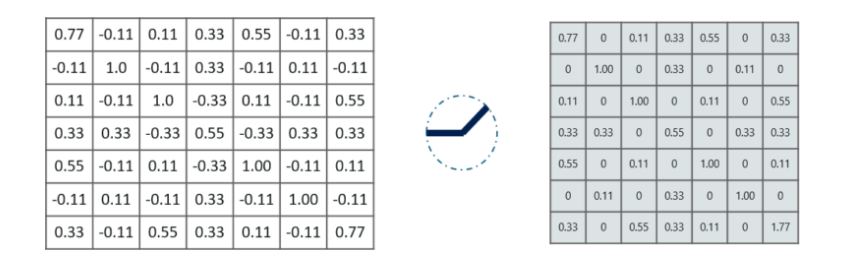 0.77 -0.11 0.11 0.33 0.55 -0.11 0.33
-0.11 1.0 -0.11 0.33 -0.11 0.11 -0.11
0.11 -0.11 1.0 -0.33 0.11 -0.11 0.55
0.33 0.33 -0.33 0.55 -0.33 0.33 0.33
0.55 -0.11 0.11 -0.33 1.00 -0.11 0.11
-0.11 0.11 -0.11 0.33 -0.11 1.00 -0.11
0.33 -0.11 0.55 0.33 0.11 -0.11 0.77
0.77 0 0.11 0.33 0.55 0 0.33
0 1.00 0 0.33 0 0.11 0
0.11 0 1.00 0 0.11 0 0.55
0.33 0.33 0 0.55 0 0.33 0.33
0.55 0 0.11 0 1.00 0 0.11
0 0.11 0 0.33 0 1.00 0
0.33 0 0.55 0.33 0.11 0 1.77